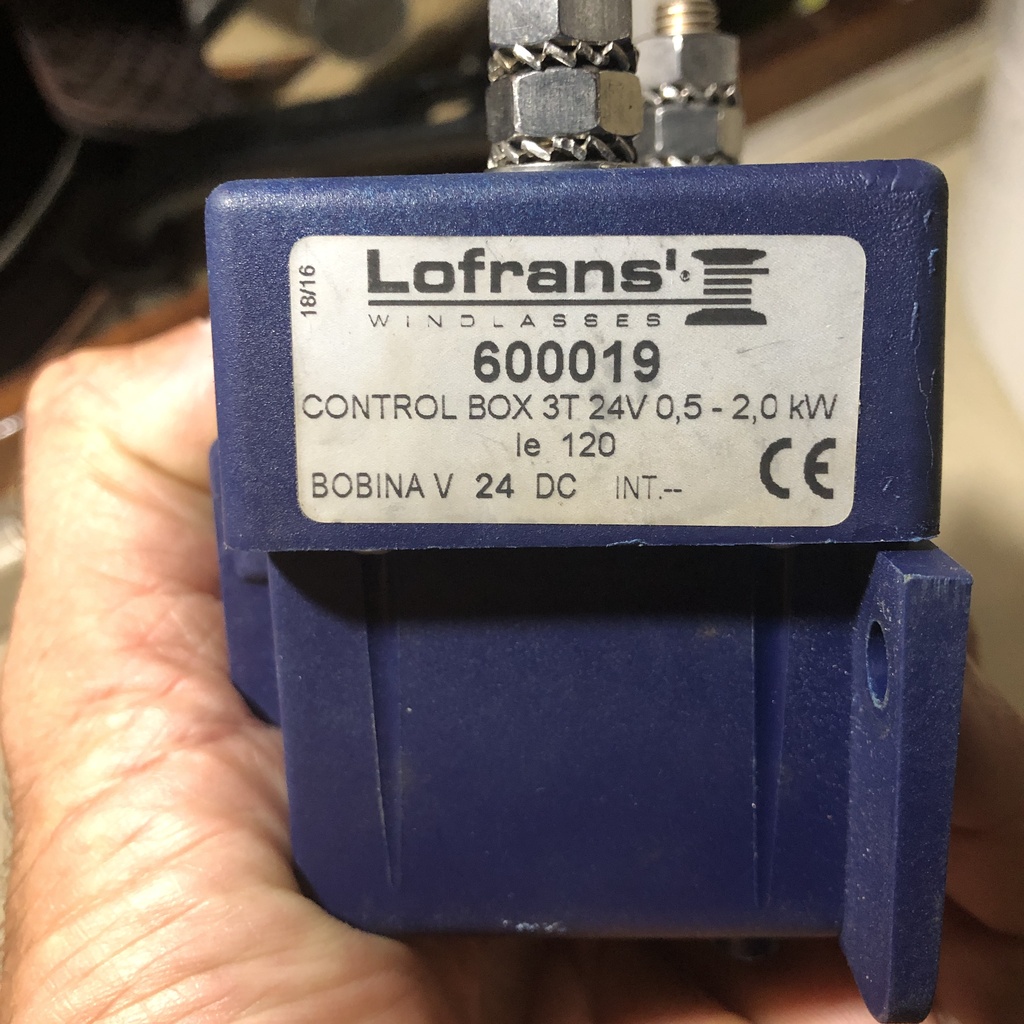 18/16
Lofrans'®
WINDLASSES
600019
CONTROL BOX 3T 24V 0,5 - 2,0 kW
Ie 120
BOBINA V 24 DC INT.--
CE